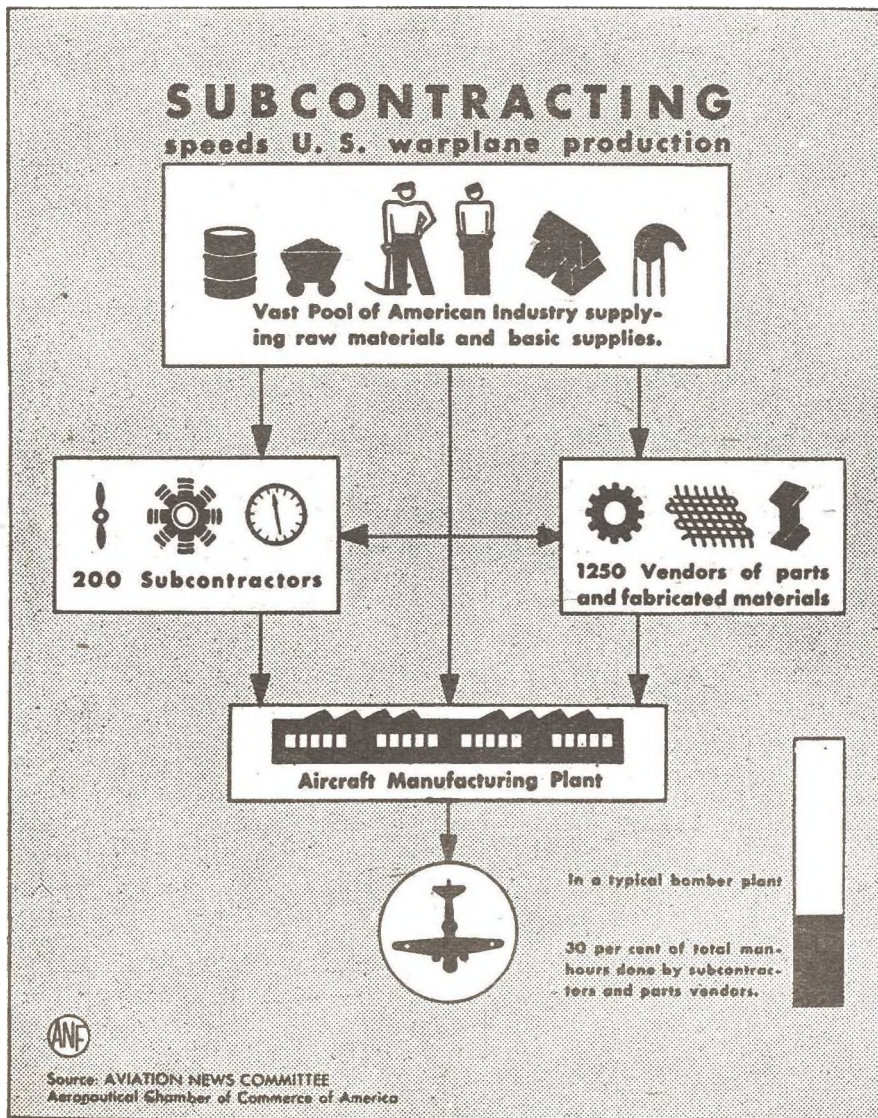 SUBCONTRACTING
speeds U. S. warplane production
Vast Pool of American Industry supply-
ing raw materials and basic supplies.
200 Subcontractors
1250 Vendors of parts
and fabricated materials
Aircraft Manufacturing Plant
In a typical bomber plant
30 per cent of total man-
hours done by subcontrac-
tors and parts vendors.
ANF
Source: AVIATION NEWS COMMITTEE
Aeronautical Chamber of Commerce of America